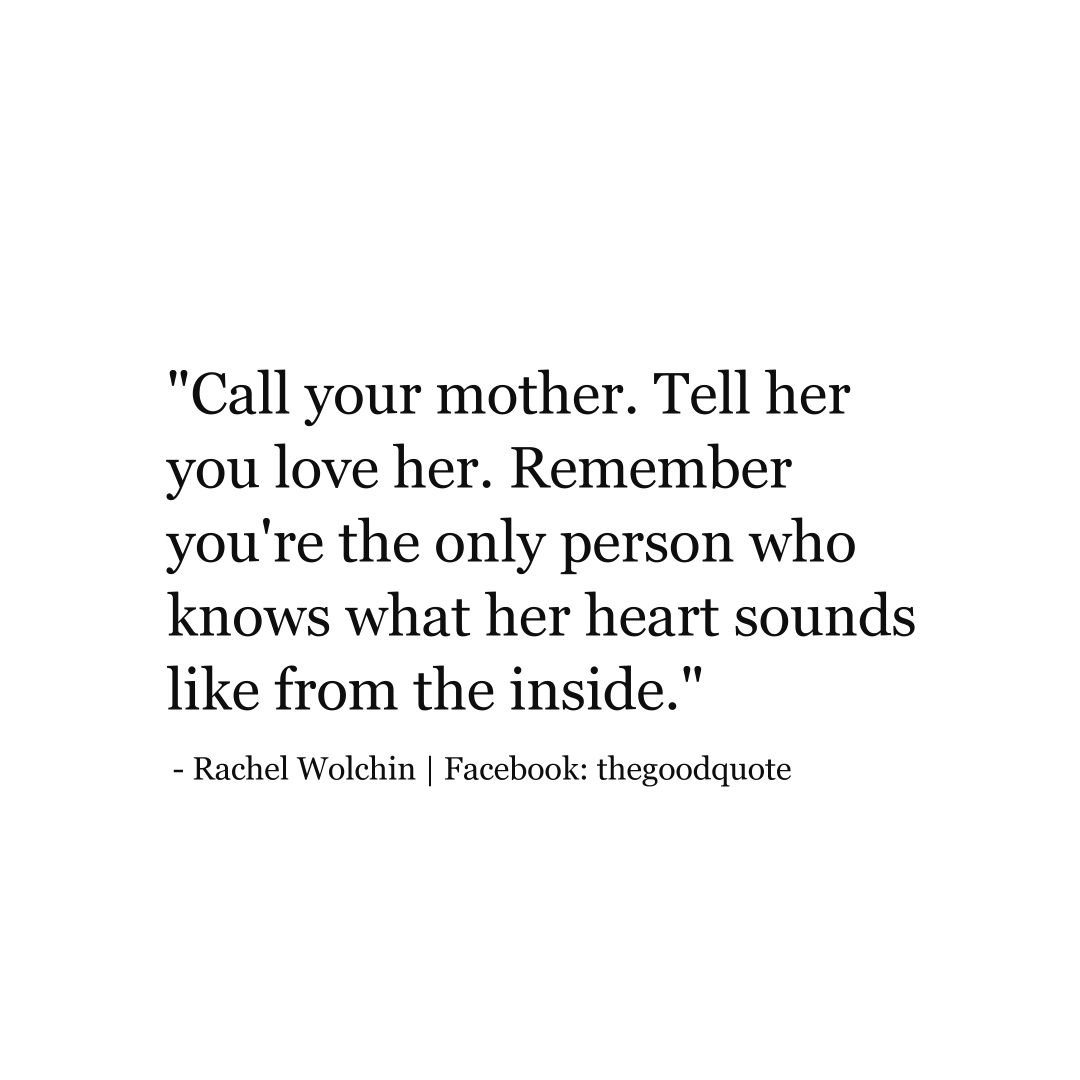 "Call your mother. Tell her
you love her. Remember
you're the only person who
knows what her heart sounds
like from the inside."
- Rachel Wolchin | Facebook: thegoodquote